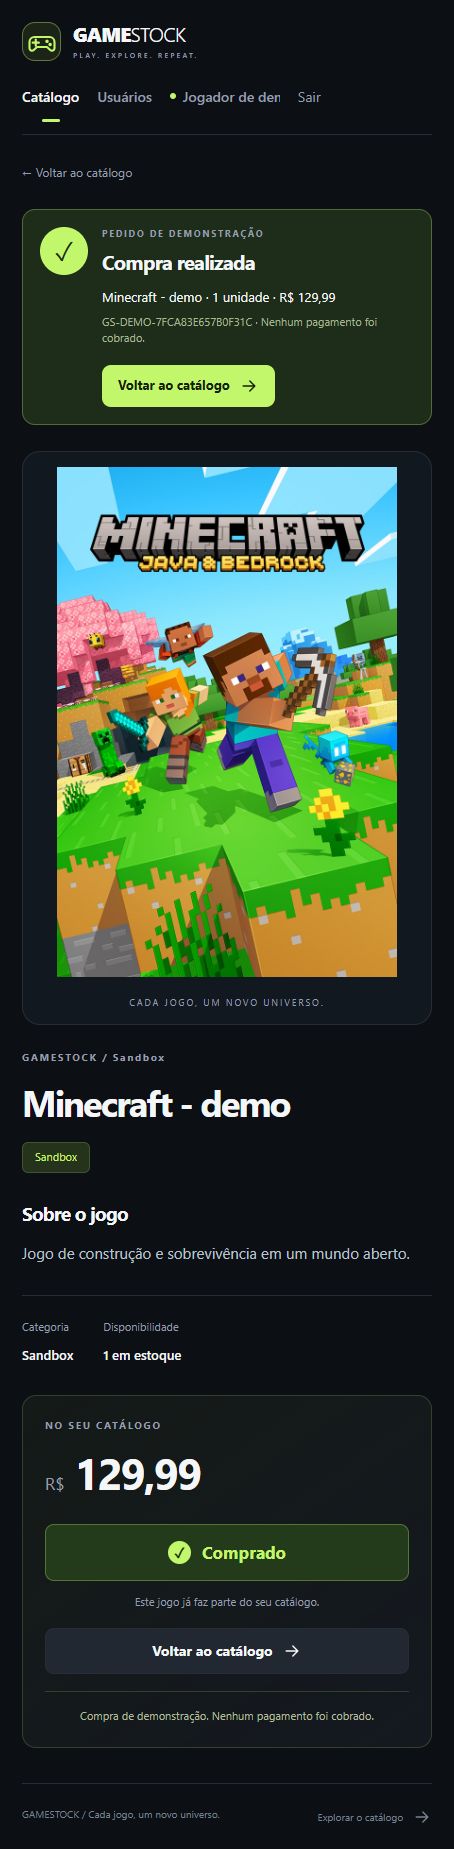 GAMESTOCK
PLAY. EXPLORE. REPEAT.
Catálogo Usuários Jogador de den Sair
← Voltar ao catálogo
PEDIDO DE DEMONSTRAÇÃO
Compra realizada
Minecraft - demo · 1 unidade · R$ 129,99
GS-DEMO-7FCA83E657B0F31C · Nenhum pagamento foi
cobrado.
Voltar ao catálogo →
MINECRAFT
JAVA & BEDROCK
CADA JOGO, UM NOVO UNIVERSO.
GAMESTOCK / Sandbox
Minecraft - demo
Sandbox
Sobre o jogo
Jogo de construção e sobrevivência em um mundo aberto.
Categoria Disponibilidade
Sandbox 1 em estoque
NO SEU CATÁLOGO
R$ 129,99
Comprado
Este jogo já faz parte do seu catálogo.
Voltar ao catálogo →
Compra de demonstração. Nenhum pagamento foi cobrado.
GAMESTOCK / Cada jogo, um novo universo. Explorar o catálogo →